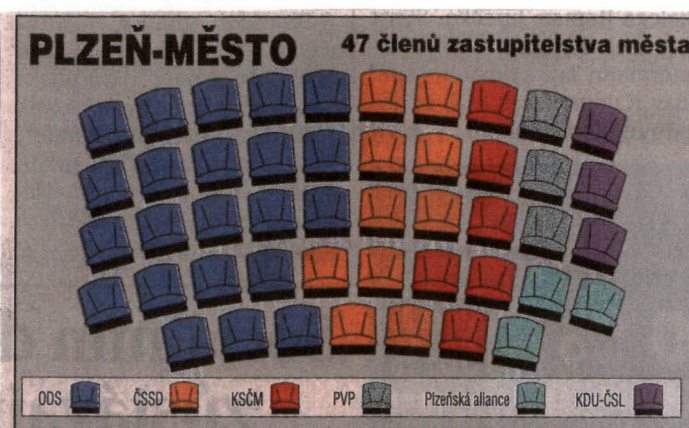 PLZEŇ-MĚSTO 47 členů zastupitelstva města
ODS ČSSD KSČM PVP Plzeňská aliance KDU-ČSL